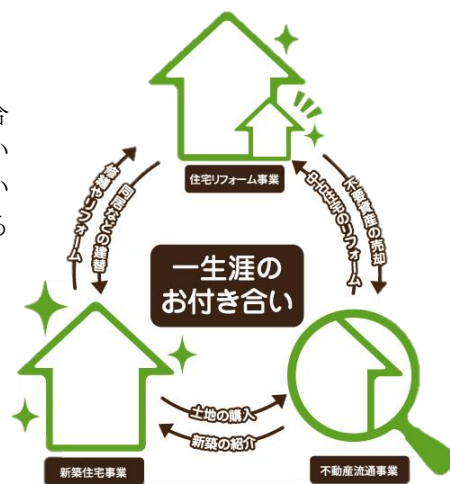 い
い
住宅リフォーム事業
修繕やリフォーム
同居などの建替
不要資産の売却
中古住宅のリフォーム
一生涯の
お付き合い
土地の購入
新築の紹介
新築住宅事業
不動産流通事業